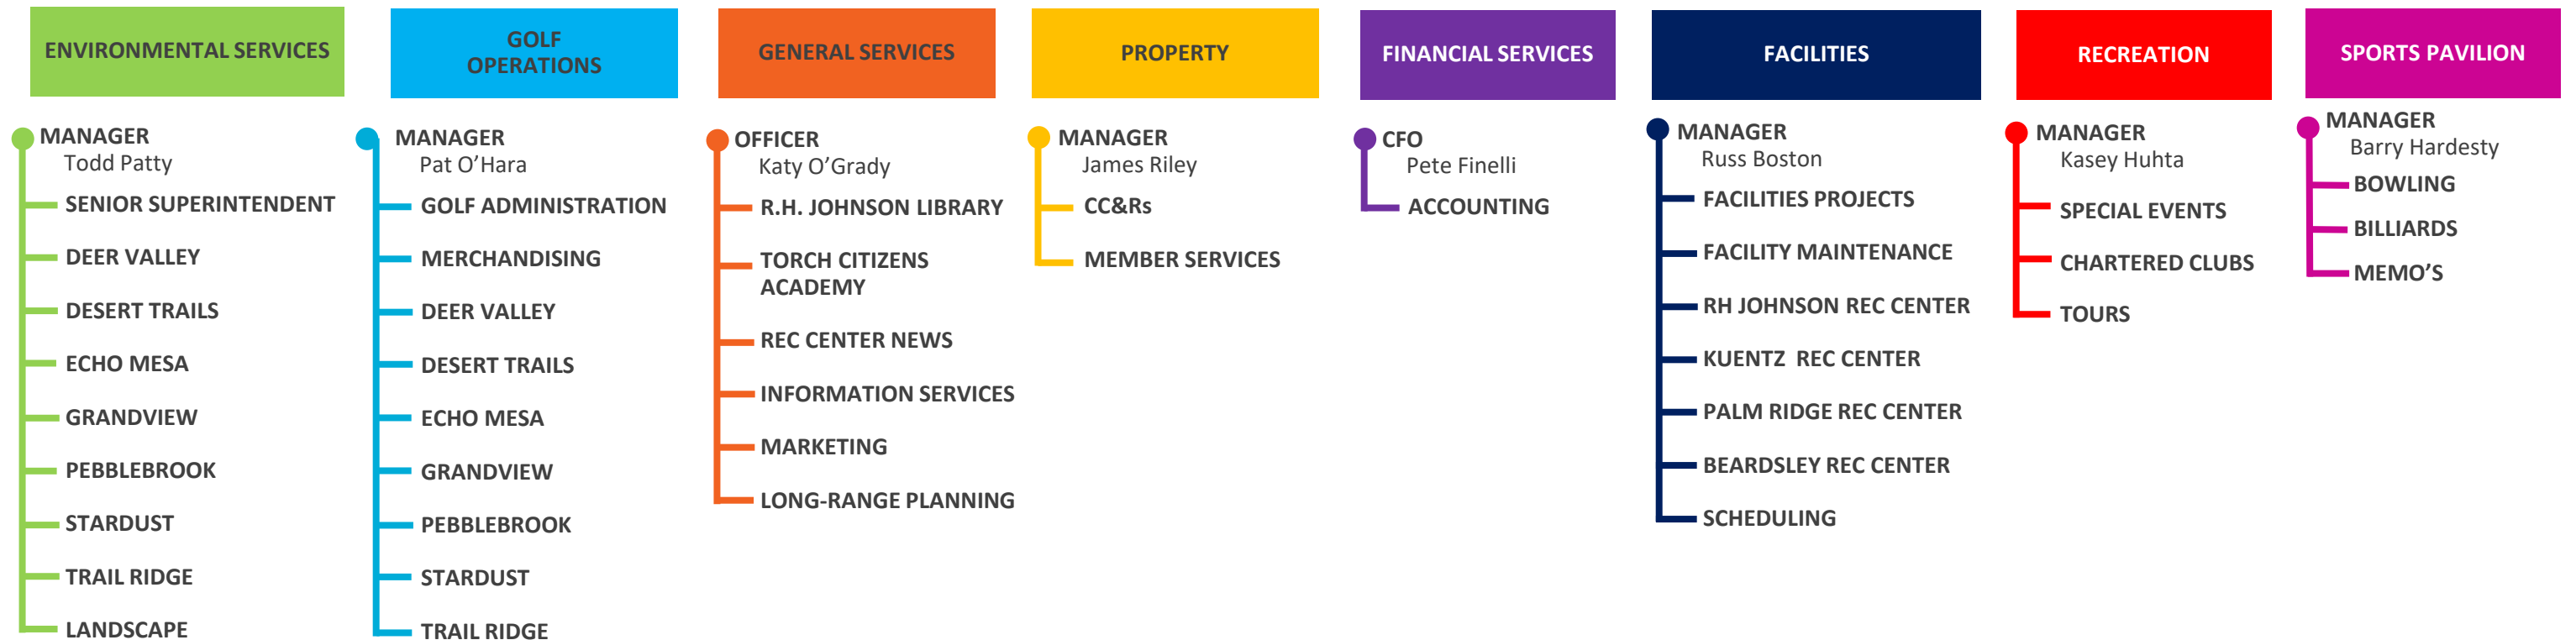 ENVIRONMENTAL SERVICES
MANAGER
Todd Patty
SENIOR SUPERINTENDENT
DEER VALLEY
DESERT TRAILS
ECHO MESA
GRANDVIEW
PEBBLEBROOK
STARDUST
TRAIL RIDGE
LANDSCAPE
GOLF
OPERATIONS
MANAGER
Pat O’Hara
GOLF ADMINISTRATION
MERCHANDISING
DEER VALLEY
DESERT TRAILS
ECHO MESA
GRANDVIEW
PEBBLEBROOK
STARDUST
TRAIL RIDGE
GENERAL SERVICES
OFFICER
Katy O’Grady
R.H. JOHNSON LIBRARY
TORCH CITIZENS
ACADEMY
REC CENTER NEWS
INFORMATION SERVICES
MARKETING
LONG-RANGE PLANNING
PROPERTY
MANAGER
James Riley
CC&Rs
MEMBER SERVICES
FINANCIAL SERVICES
CFO
Pete Finelli
ACCOUNTING
FACILITIES
MANAGER
Russ Boston
FACILITIES PROJECTS
FACILITY MAINTENANCE
RH JOHNSON REC CENTER
KUENTZ  REC CENTER
PALM RIDGE REC CENTER
BEARDSLEY REC CENTER
SCHEDULING
RECREATION
MANAGER
Kasey Huhta
SPECIAL EVENTS
CHARTERED CLUBS
TOURS
SPORTS PAVILION
MANAGER
Barry Hardesty
BOWLING
BILLIARDS
MEMO’S